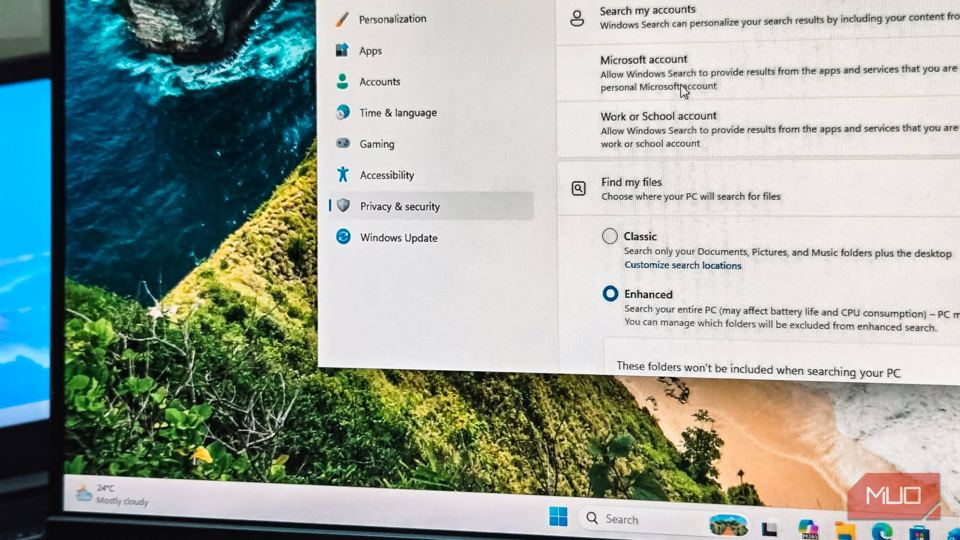 Personalization
Apps
Accounts
Time & language
Gaming
Accessibility
Privacy & security
Windows Update
Search my accounts
Windows Search can personalize your search results by including your content fro
Microsoft account
Allow Windows Search to provide results from the apps and services that you are
personal Microsoft account
Work or School account
Allow Windows Search to provide results from the apps and services that you are
work or school account
Find my files
Choose where your PC will search for files
Classic
Search only your Documents, Pictures, and Music folders plus the desktop
Customize search locations
Enhanced
Search your entire PC (may affect battery life and CPU consumption) – PC m
You can manage which folders will be excluded from enhanced search.
These folders won't be included when searching your PC
24°C
Mostly cloudy
Search
M365
MUO